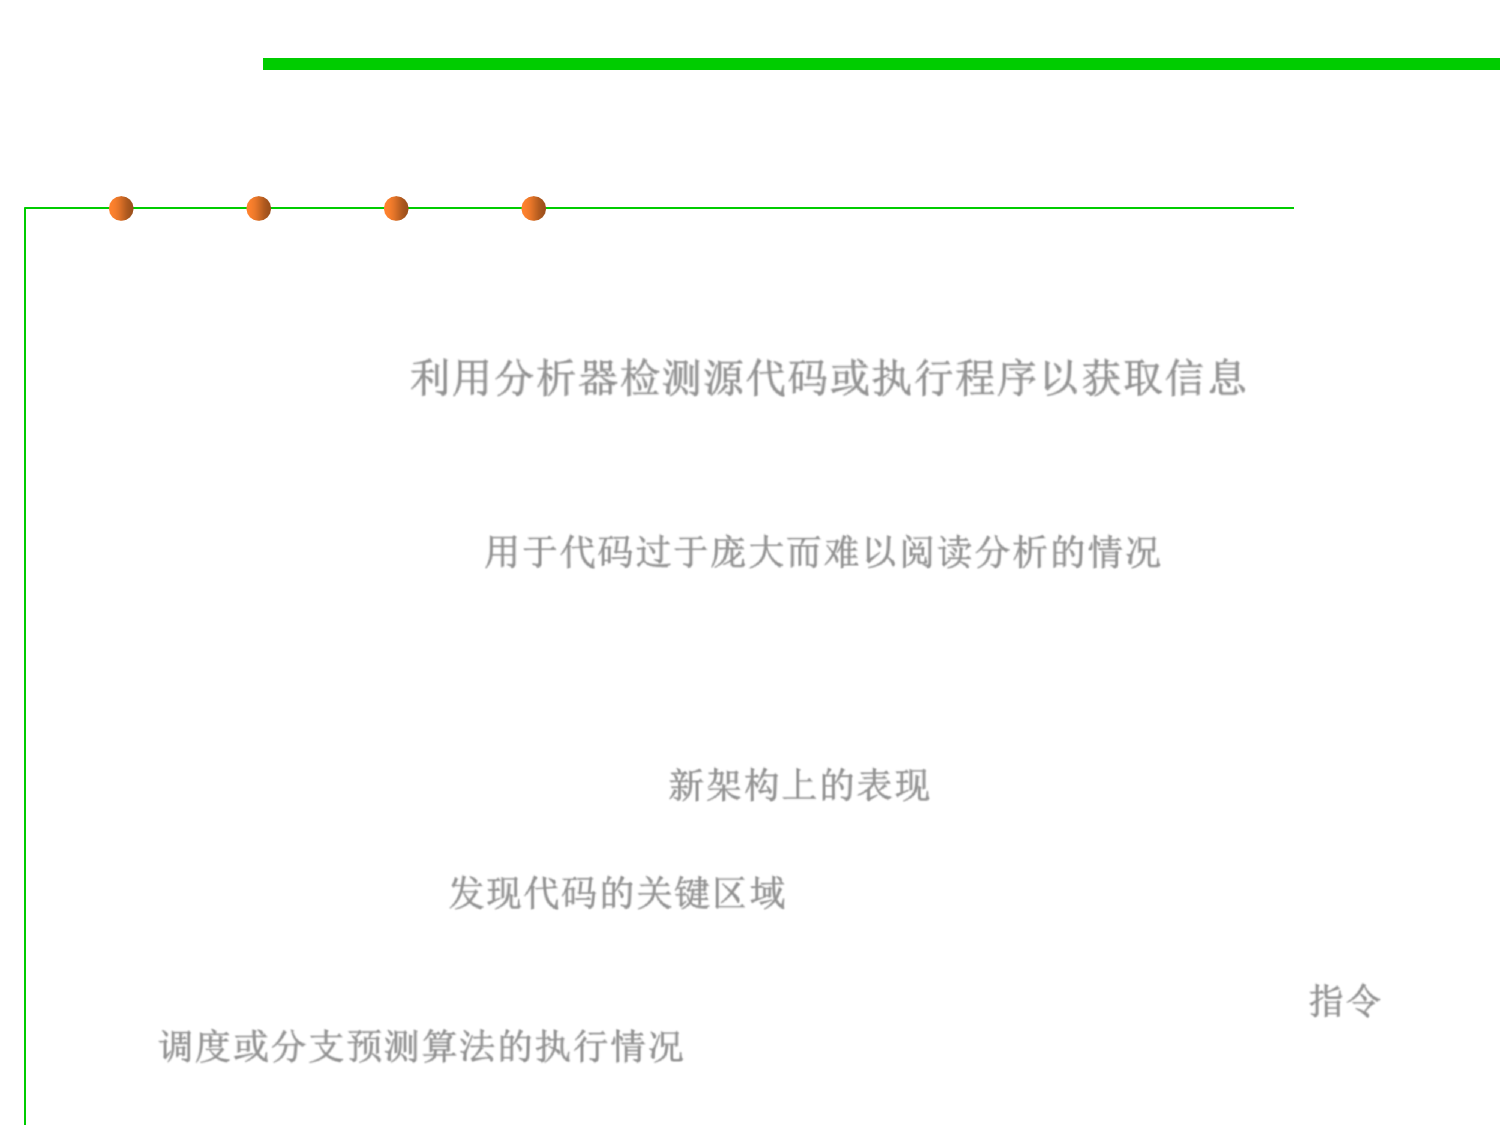 利用分析器检测源代码或执行程序以获取信息
用于代码过于庞大而难以阅读分析的情况
新架构上的表现
发现代码的关键区域
指令
调度或分支预测算法的执行情况